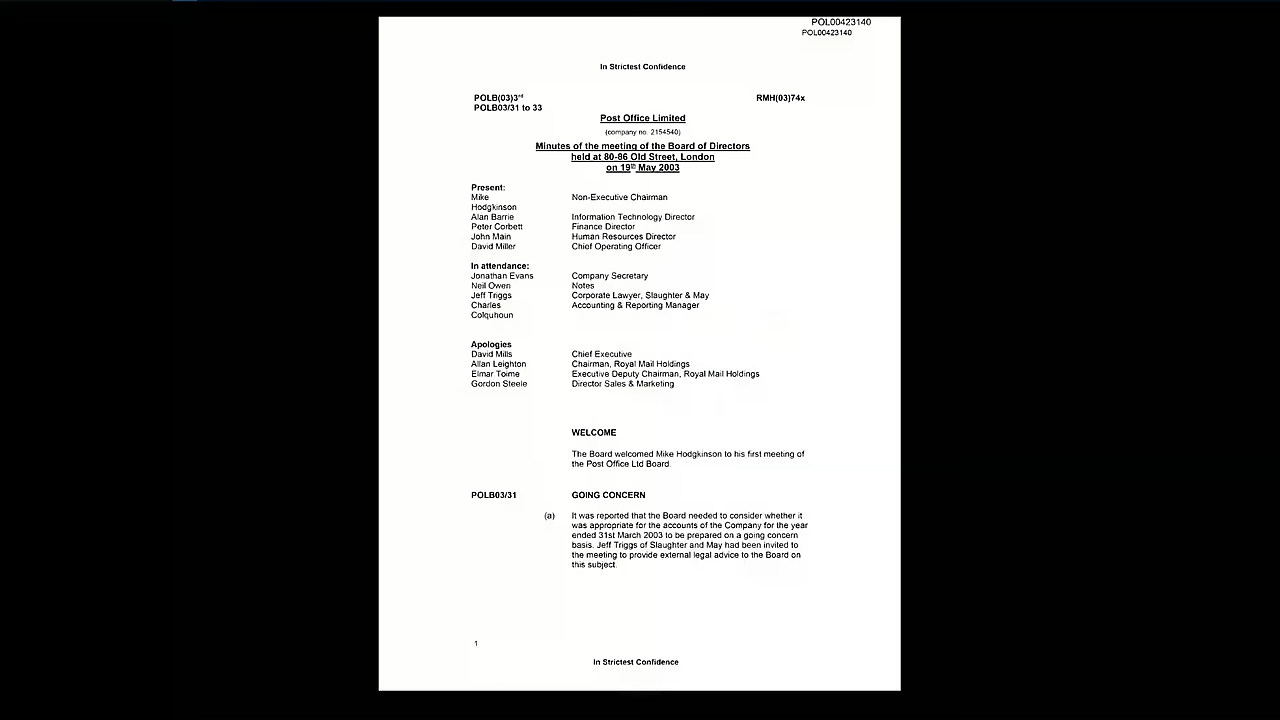 POL00423140
POL00423140
In Strictest Confidence
POLB(03)3rd RMH(03)74x
POLB03/31 to 33
Post Office Limited
(company no. 2154540)
Minutes of the meeting of the Board of Directors
held at 80-86 Old Street, London
on 19th May 2003
Present:
Mike Non-Executive Chairman
Hodgkinson
Alan Barrie Information Technology Director
Peter Corbett Finance Director
John Main Human Resources Director
David Miller Chief Operating Officer
In attendance:
Jonathan Evans Company Secretary
Neil Owen Notes
Jeff Triggs Corporate Lawyer, Slaughter & May
Charles Accounting & Reporting Manager
Colquhoun
Apologies
David Mills Chief Executive
Allan Leighton Chairman, Royal Mail Holdings
Elmar Toime Executive Deputy Chairman, Royal Mail Holdings
Gordon Steele Director Sales & Marketing
WELCOME
The Board welcomed Mike Hodgkinson to his first meeting of
the Post Office Ltd Board.
POLB03/31 GOING CONCERN
(a) It was reported that the Board needed to consider whether it
was appropriate for the accounts of the Company for the year
ended 31st March 2003 to be prepared on a going concern
basis. Jeff Triggs of Slaughter and May had been invited to
the meeting to provide external legal advice to the Board on
this subject.
1
In Strictest Confidence